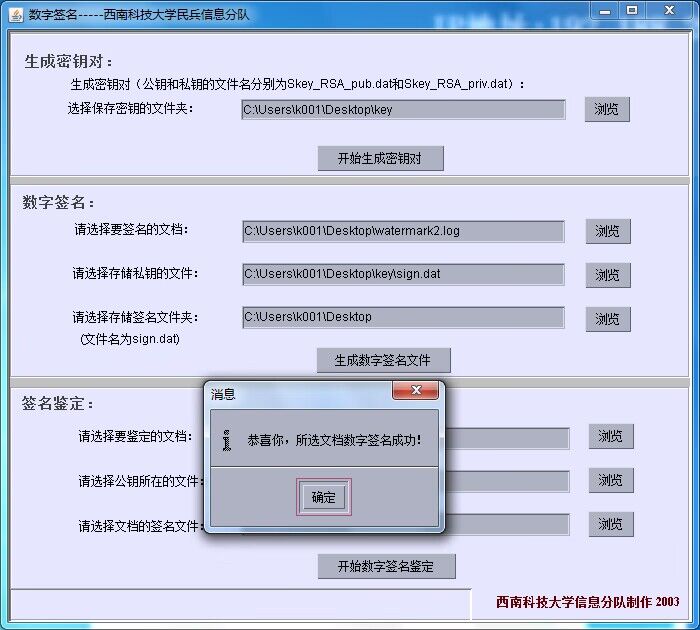 数字签名-----西南科技大学民兵信息分队
生成密钥对：
生成密钥对（公钥和私钥的文件名分别为Skey_RSA_pub.dat和Skey_RSA_priv.dat）：
选择保存密钥的文件夹： C:\Users\k001\Desktop\key 浏览
开始生成密钥对
数字签名：
请选择要签名的文档： C:\Users\k001\Desktop\watermark2.log 浏览
请选择存储私钥的文件： C:\Users\k001\Desktop\key\sign.dat 浏览
请选择存储签名文件夹： C:\Users\k001\Desktop 浏览
(文件名为sign.dat)
生成数字签名文件
签名鉴定：
消息
恭喜你，所选文档数字签名成功！
确定
请选择要鉴定的文档： 浏览
请选择公钥所在的文件： 浏览
请选择文档的签名文件： 浏览
开始数字签名鉴定
西南科技大学信息分队制作 2003